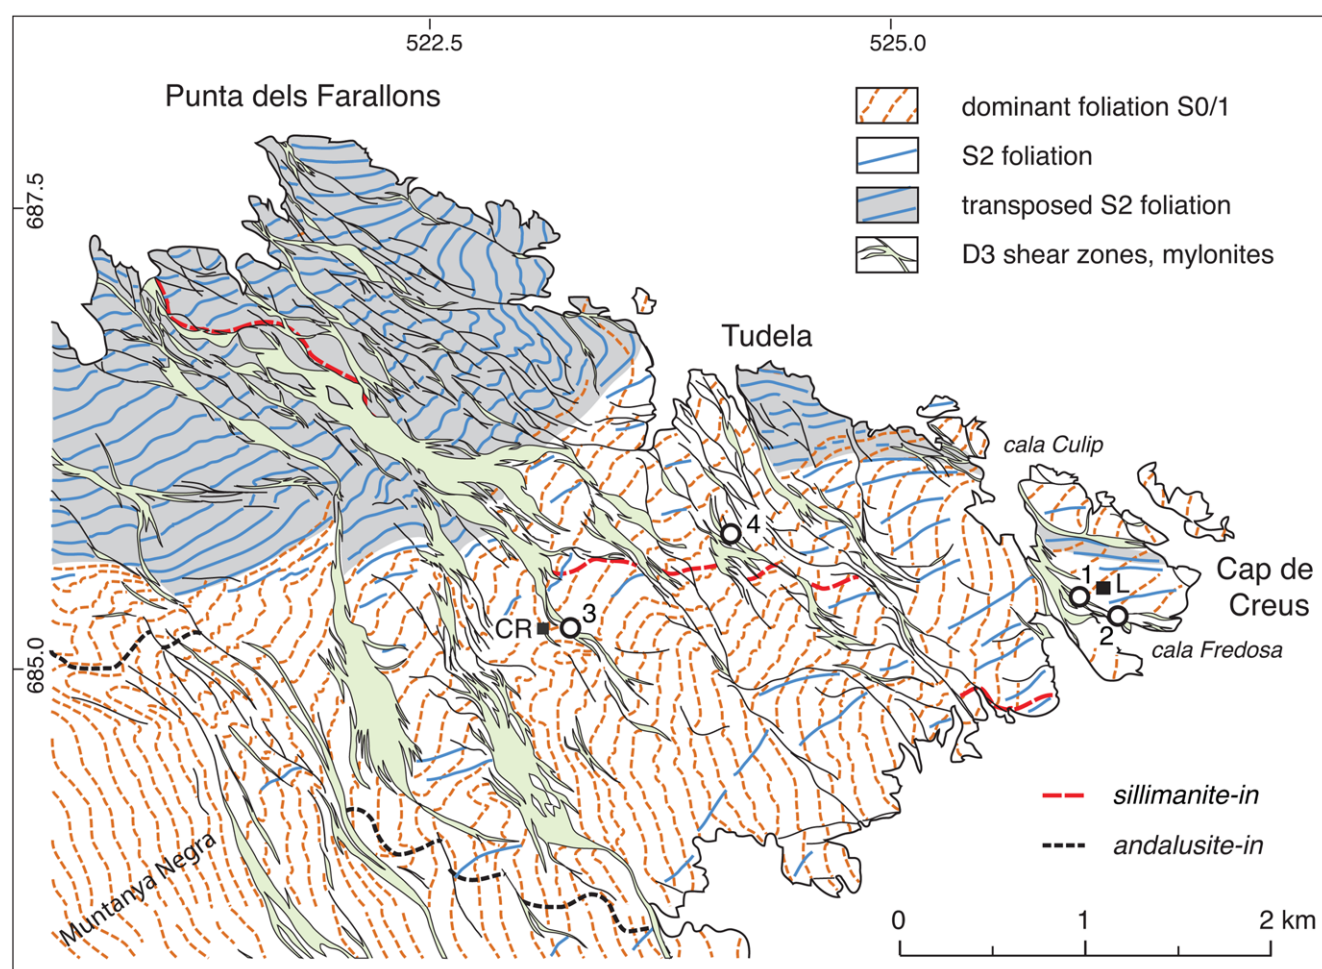 522.5
525.0
Punta dels Farallons
dominant foliation S0/1
S2 foliation
687.5
transposed S2 foliation
D3 shear zones, mylonites
Tudela
cala Culip
4
Cap de
Creus
1
L
CR
3
2
cala Fredosa
685.0
sillimanite-in
andalusite-in
Muntanya Negra
0
1
2 km